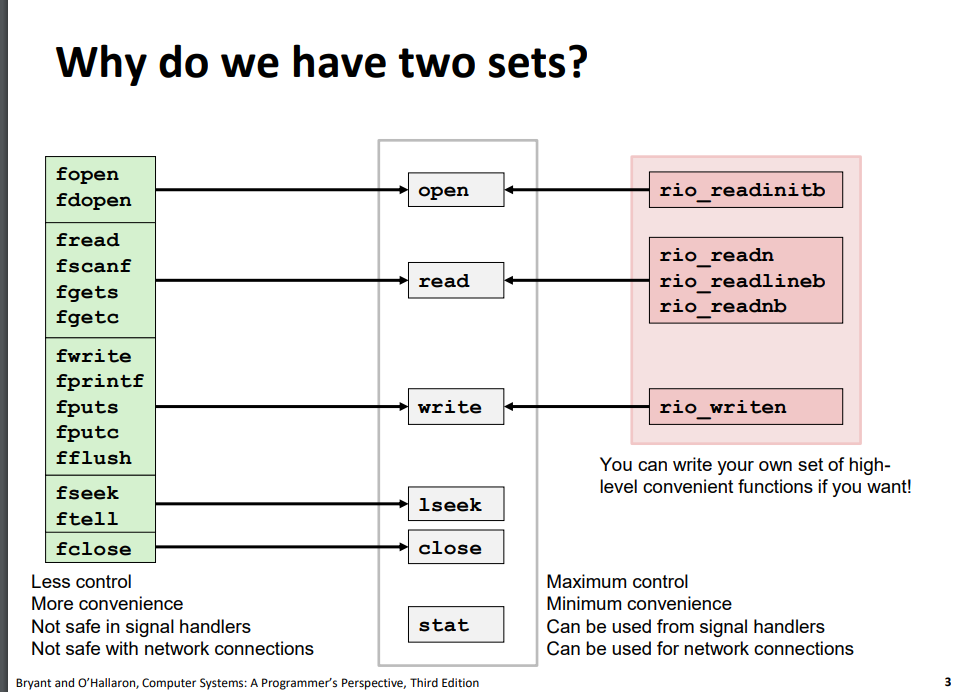 Why do we have two sets?
fopen
fdopen
fread
fscanf
fgets
fgetc
fwrite
fprintf
fputs
fputc
fflush
fseek
ftell
fclose
Less control
More convenience
Not safe in signal handlers
Not safe with network connections
open
read
write
lseek
close
stat
rio_readinitb
rio_readn
rio_readlineb
rio_readnb
rio_writen
You can write your own set of high-
level convenient functions if you want!
Maximum control
Minimum convenience
Can be used from signal handlers
Can be used for network connections
Bryant and O'Hallaron, Computer Systems: A Programmer's Perspective, Third Edition
3